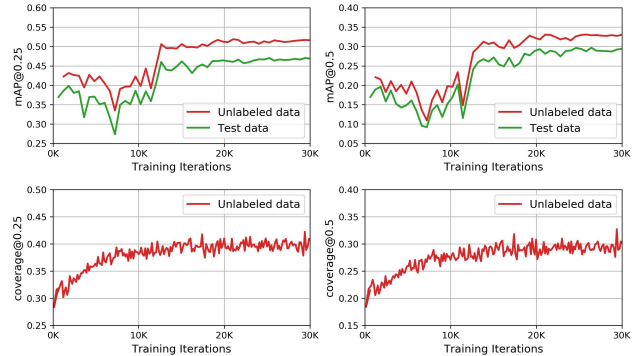 mAP@0.25
0.60
0.55
0.50
0.45
0.40
0.35
0.30
0.25
0K
10K
20K
30K
Training Iterations
Unlabeled data
Test data
mAP@0.5
0.40
0.35
0.30
0.25
0.20
0.15
0.10
0.05
0K
10K
20K
30K
Training Iterations
Unlabeled data
Test data
coverage@0.25
0.50
0.45
0.40
0.35
0.30
0.25
0K
10K
20K
30K
Training Iterations
Unlabeled data
coverage@0.5
0.40
0.35
0.30
0.25
0.20
0.15
0K
10K
20K
30K
Training Iterations
Unlabeled data